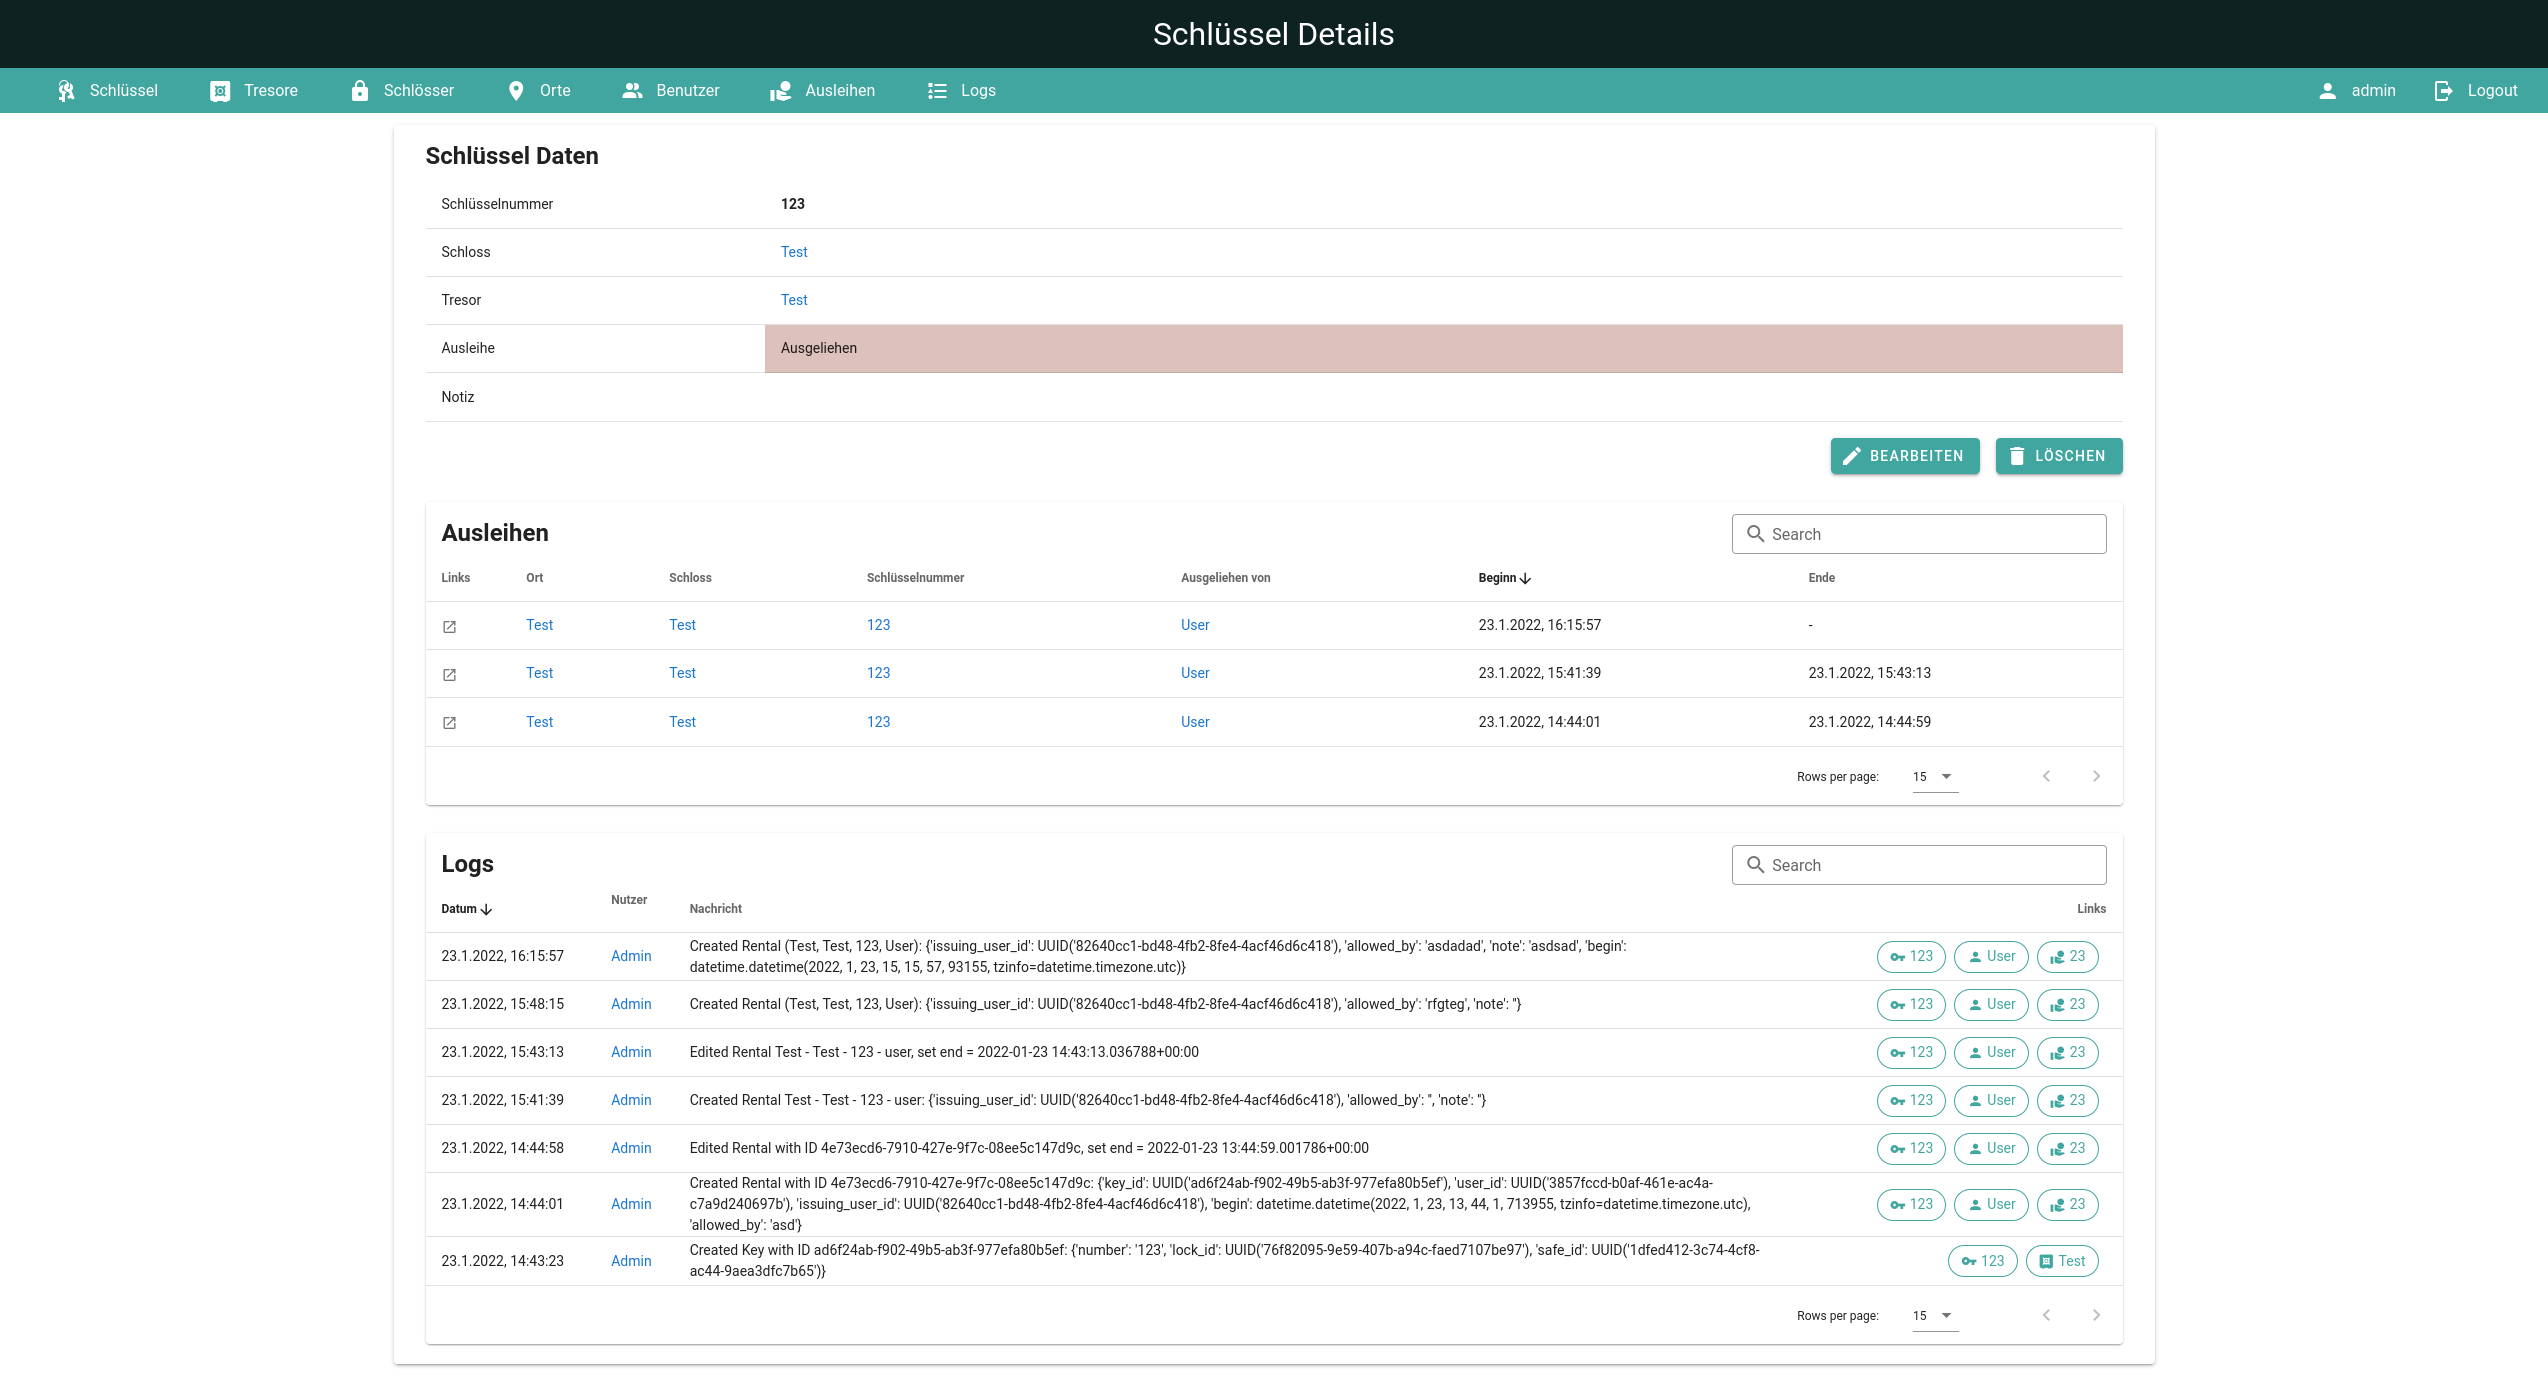 Schlüssel Details
Schlüssel Tresore Schlösser Orte Benutzer Ausleihen Logs admin Logout
Schlüssel Daten
Schlüsselnummer 123
Schloss Test
Tresor Test
Ausleihe Ausgeliehen
Notiz
BEARBEITEN LÖSCHEN
Ausleihen Search
Links Ort Schloss Schlüsselnummer Ausgeliehen von Beginn Ende
Test Test 123 User 23.1.2022, 16:15:57 -
Test Test 123 User 23.1.2022, 15:41:39 23.1.2022, 15:43:13
Test Test 123 User 23.1.2022, 14:44:01 23.1.2022, 14:44:59
Rows per page: 15
Logs Search
Datum Nutzer Nachricht Links
23.1.2022, 16:15:57 Admin Created Rental (Test, Test, 123, User): {'issuing_user_id': UUID('82640cc1-bd48-4fb2-8fe4-4acf46d6c418'), 'allowed_by': 'asdadad', 'note': 'asdsad', 'begin': 123 User 23
datetime.datetime(2022, 1, 23, 15, 15, 57, 93155, tzinfo=datetime.timezone.utc)}
23.1.2022, 15:48:15 Admin Created Rental (Test, Test, 123, User): {'issuing_user_id': UUID('82640cc1-bd48-4fb2-8fe4-4acf46d6c418'), 'allowed_by': 'rfgteg', 'note': ''} 123 User 23
23.1.2022, 15:43:13 Admin Edited Rental Test - Test - 123 - user, set end = 2022-01-23 14:43:13.036788+00:00 123 User 23
23.1.2022, 15:41:39 Admin Created Rental Test - Test - 123 - user: {'issuing_user_id': UUID('82640cc1-bd48-4fb2-8fe4-4acf46d6c418'), 'allowed_by': '', 'note': ''} 123 User 23
23.1.2022, 14:44:58 Admin Edited Rental with ID 4e73ecd6-7910-427e-9f7c-08ee5c147d9c, set end = 2022-01-23 13:44:59.001786+00:00 123 User 23
23.1.2022, 14:44:01 Admin Created Rental with ID 4e73ecd6-7910-427e-9f7c-08ee5c147d9c: {'key_id': UUID('ad6f24ab-f902-49b5-ab3f-977efa80b5ef'), 'user_id': UUID('3857fccd-b0af-461e-ac4a- 123 User 23
c7a9d240697b'), 'issuing_user_id': UUID('82640cc1-bd48-4fb2-8fe4-4acf46d6c418'), 'begin': datetime.datetime(2022, 1, 23, 13, 44, 1, 713955, tzinfo=datetime.timezone.utc),
'allowed_by': 'asd'}
23.1.2022, 14:43:23 Admin Created Key with ID ad6f24ab-f902-49b5-ab3f-977efa80b5ef: {'number': '123', 'lock_id': UUID('76f82095-9e59-407b-a94c-faed7107be97'), 'safe_id': UUID('1dfed412-3c74-4cf8- 123 Test
ac44-9aea3dfc7b65')}
Rows per page: 15